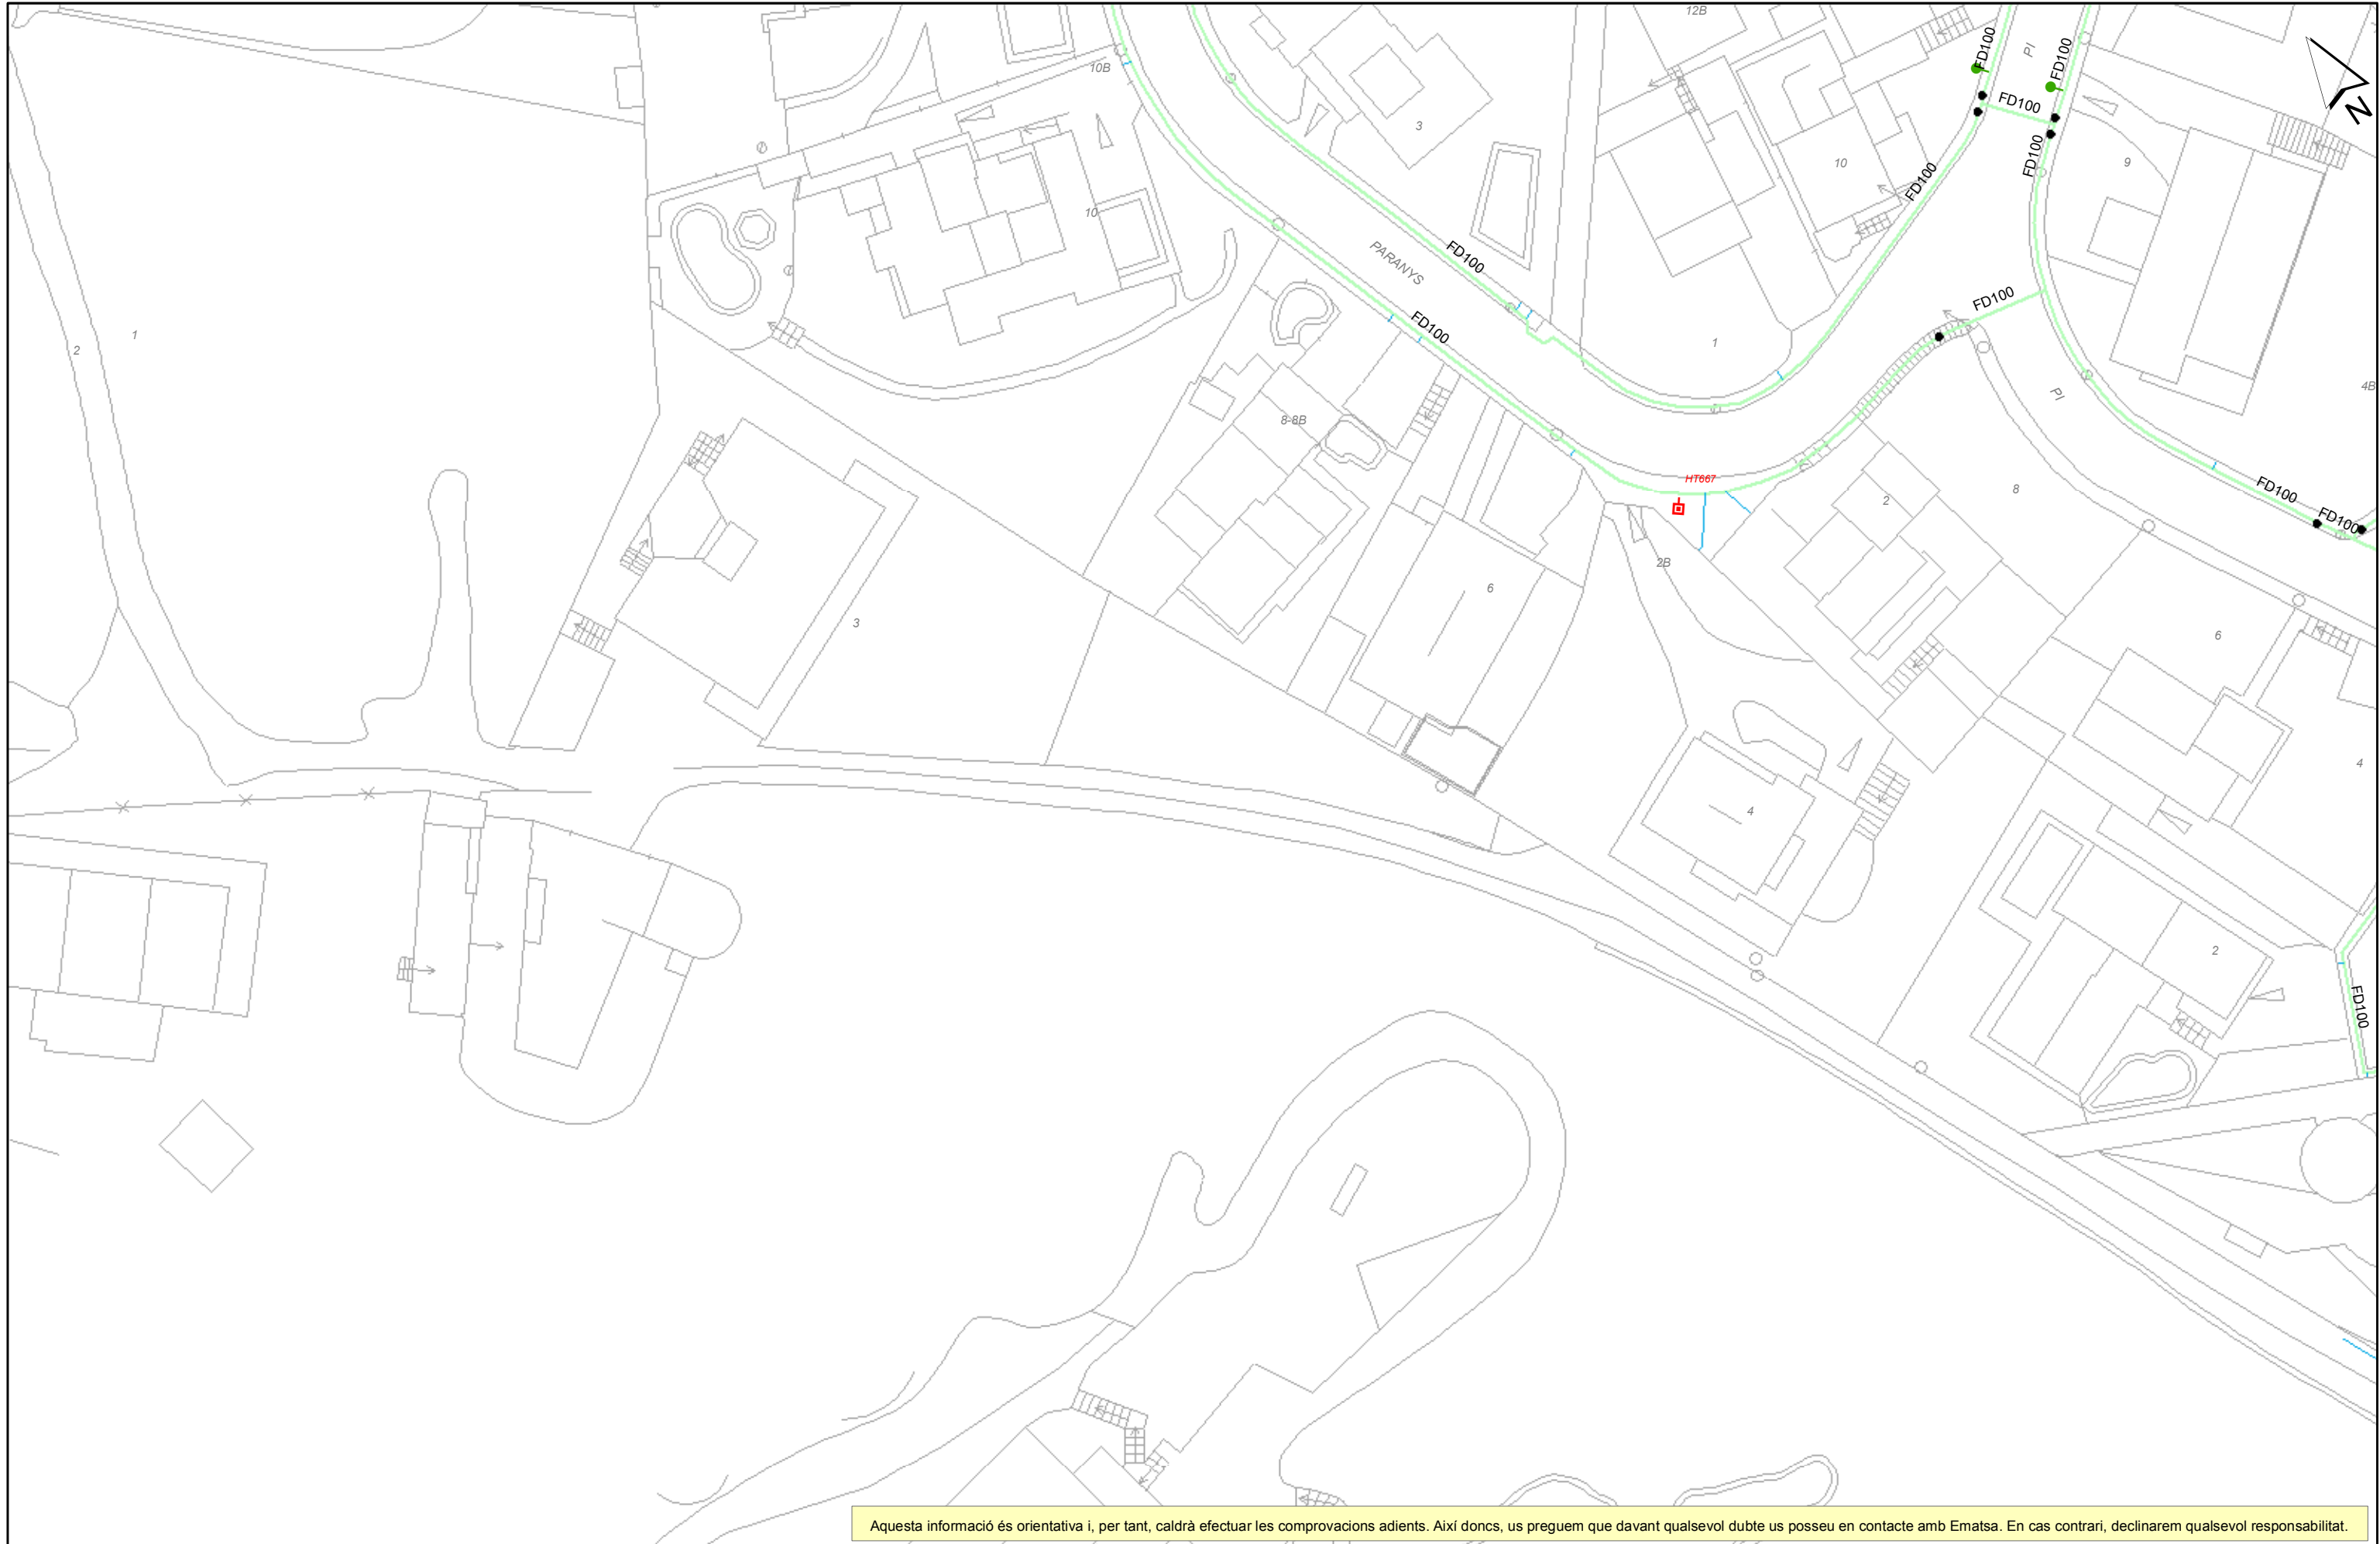 12B
FD100
PI
FD100
10B
FD100
3
10
9
FD100
FD100
10
PARANYS
FD100
FD100
FD100
1
2
1
PI
4B
8-8B
HT667
8
2
FD100
FD100
2B
6
3
6
4
4
2
FD100
N
Aquesta informació és orientativa i, per tant, caldrà efectuar les comprovacions adients. Així doncs, us preguem que davant qualsevol dubte us poseu en contacte amb Ematsa. En cas contrari, declinarem qualsevol responsabilitat.